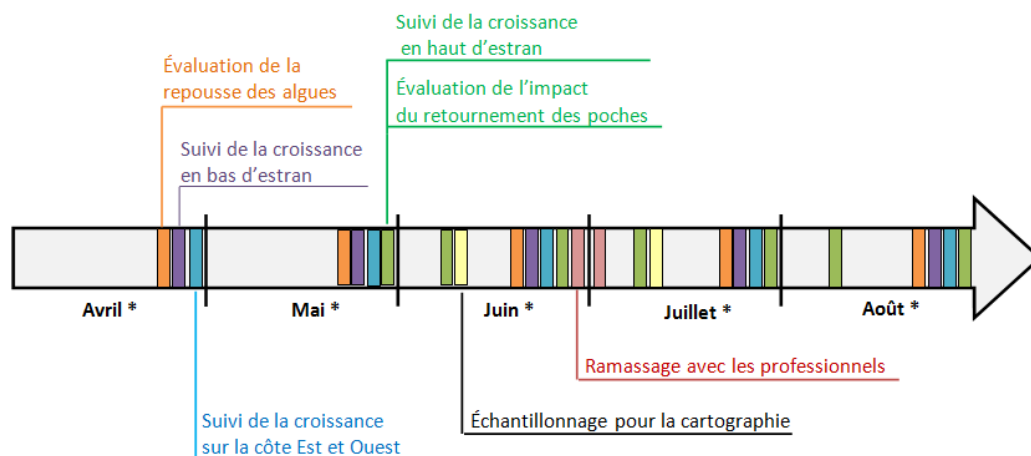 Suivi de la croissance
en haut d’estran
Évaluation de la
repousse des algues
Évaluation de l’impact
du retournement des poches
Suivi de la croissance
en bas d’estran
Avril *
Mai *
Juin *
Juillet *
Août *
Ramassage avec les professionnels
Suivi de la croissance
sur la côte Est et Ouest
Échantillonnage pour la cartographie